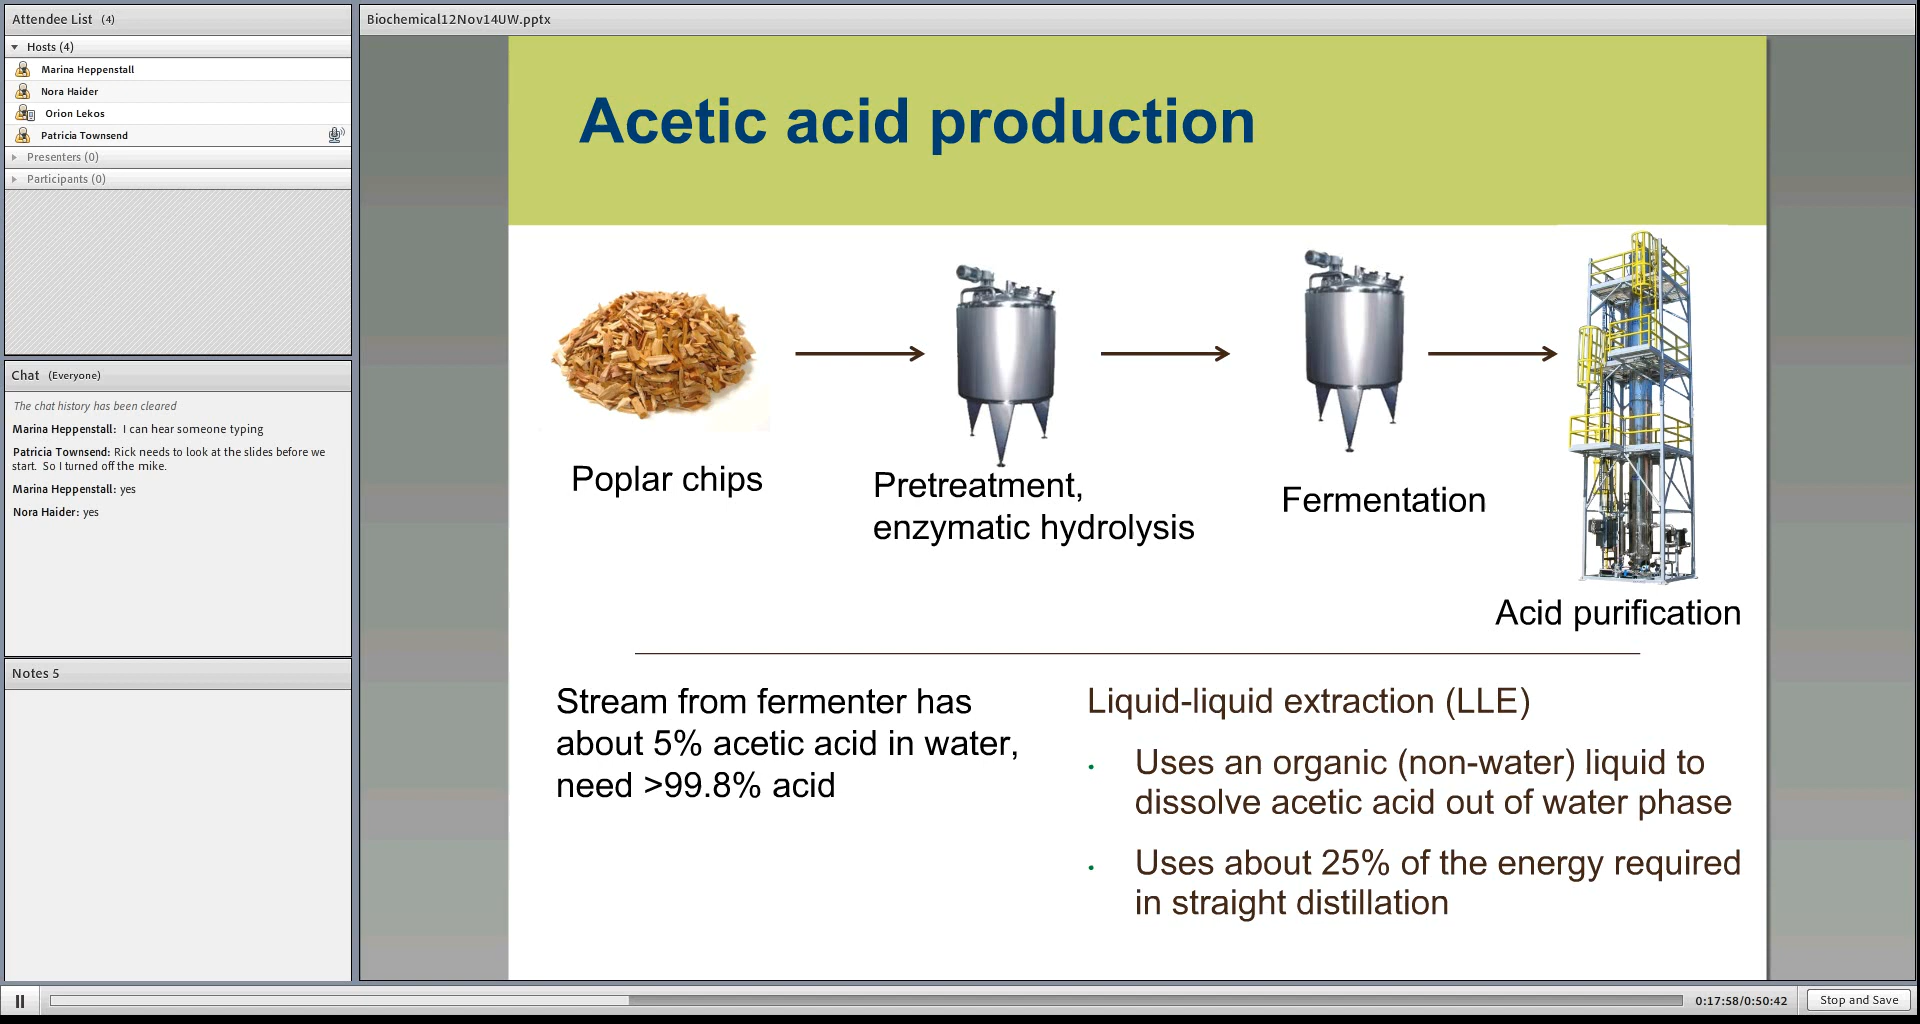 Attendee List (4)
Hosts (4)
Marina Heppenstall
Nora Haider
Orion Lekos
Patricia Townsend
Presenters (0)
Participants (0)
Chat (Everyone)
The chat history has been cleared
Marina Heppenstall: I can hear someone typing
Patricia Townsend: Rick needs to look at the slides before we
start. So I turned off the mike.
Marina Heppenstall: yes
Nora Haider: yes
Notes 5
Biochemical12Nov14UW.pptx
Acetic acid production
Poplar chips
Pretreatment,
enzymatic hydrolysis
Fermentation
Acid purification
Stream from fermenter has
about 5% acetic acid in water,
need >99.8% acid
Liquid-liquid extraction (LLE)
• Uses an organic (non-water) liquid to
dissolve acetic acid out of water phase
• Uses about 25% of the energy required
in straight distillation
0:17:58/0:50:42
Stop and Save